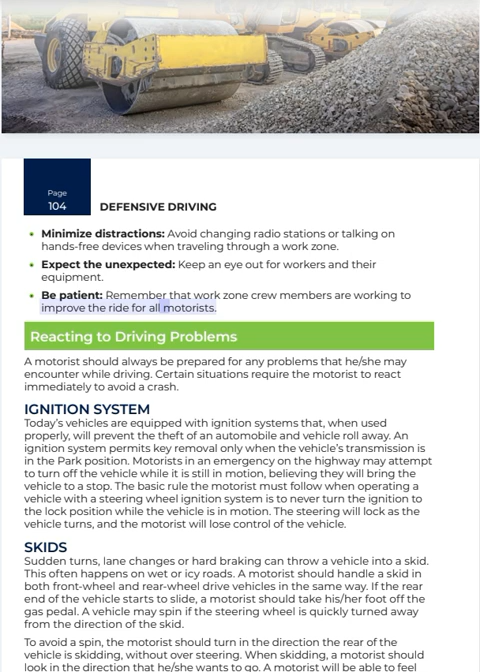 Page
104
DEFENSIVE DRIVING
• Minimize distractions: Avoid changing radio stations or talking on
hands-free devices when traveling through a work zone.
• Expect the unexpected: Keep an eye out for workers and their
equipment.
• Be patient: Remember that work zone crew members are working to
improve the ride for all motorists.
Reacting to Driving Problems
A motorist should always be prepared for any problems that he/she may
encounter while driving. Certain situations require the motorist to react
immediately to avoid a crash.
IGNITION SYSTEM
Today's vehicles are equipped with ignition systems that, when used
properly, will prevent the theft of an automobile and vehicle roll away. An
ignition system permits key removal only when the vehicle's transmission is
in the Park position. Motorists in an emergency on the highway may attempt
to turn off the vehicle while it is still in motion, believing they will bring the
vehicle to a stop. The basic rule the motorist must follow when operating a
vehicle with a steering wheel ignition system is to never turn the ignition to
the lock position while the vehicle is in motion. The steering will lock as the
vehicle turns, and the motorist will lose control of the vehicle.
SKIDS
Sudden turns, lane changes or hard braking can throw a vehicle into a skid.
This often happens on wet or icy roads. A motorist should handle a skid in
both front-wheel and rear-wheel drive vehicles in the same way. If the rear
end of the vehicle starts to slide, a motorist should take his/her foot off the
gas pedal. A vehicle may spin if the steering wheel is quickly turned away
from the direction of the skid.
To avoid a spin, the motorist should turn in the direction the rear of the
vehicle is skidding, without over steering. When skidding, a motorist should
look in the direction that he/she wants to go. A motorist will be able to feel